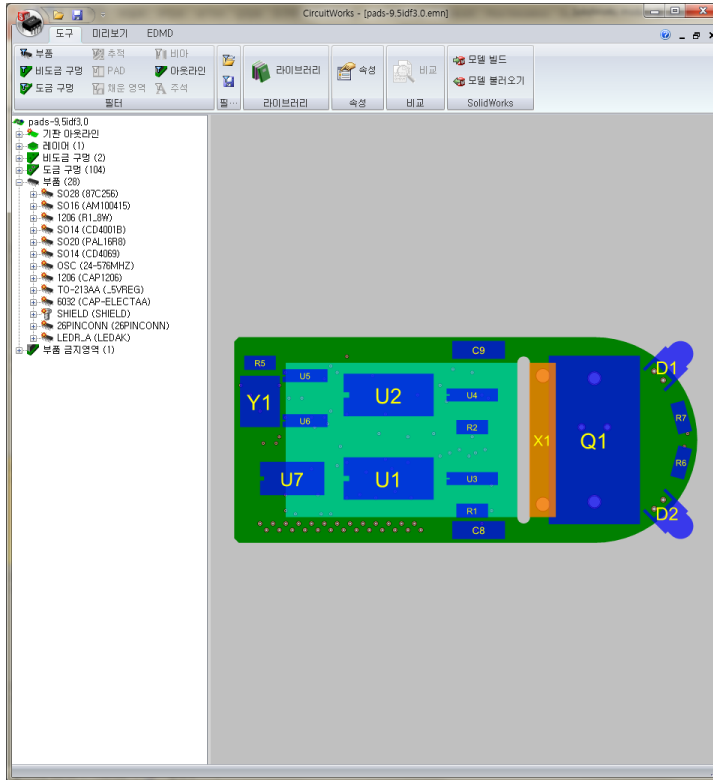 CircuitWorks - [pads-9.5idf3.0.emn]
도구 미리보기 EDMD
부품 추적 비아
비도금 구멍 PAD 아웃라인
도금 구멍 채운 영역 주석
필터
필...
라이브러리
라이브러리
속성
속성
비교
비교
모델 빌드
모델 불러오기
SolidWorks
pads-9.5idf3.0
기판 아웃라인
레이어 (1)
비도금 구멍 (2)
도금 구멍 (104)
부품 (28)
SO28 (87C256)
SO16 (AM100415)
1206 (R1_8W)
SO14 (CD4001B)
SO20 (PAL16R8)
SO14 (CD4069)
OSC (24-576MHZ)
1206 (CAP1206)
TO-213AA (_5VREG)
6032 (CAP-ELECTAA)
SHIELD (SHIELD)
26PINCONN (26PINCONN)
LEDR_A (LEDAK)
부품 금지영역 (1)
C9
R5
D1
U5
Y1
U2
U4
U6
R2
R7
X1
Q1
R6
U7
U1
U3
R1
D2
C8